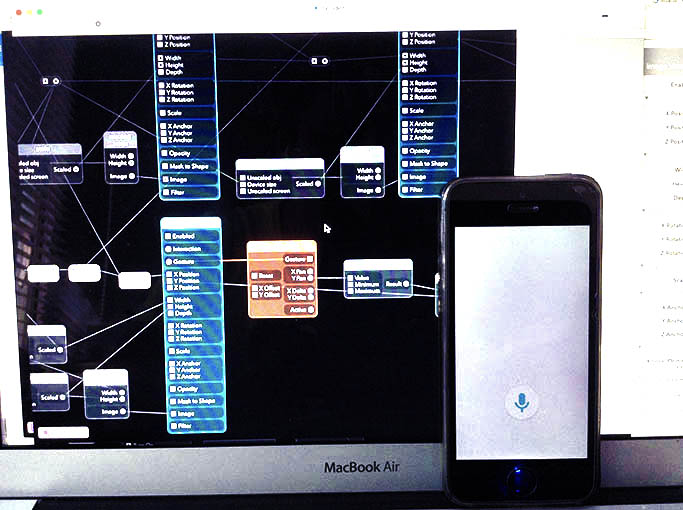 Y Position
Z Position
Width
Height
Depth
X Rotation
Y Rotation
Z Rotation
Scale
X Anchor
Y Anchor
Z Anchor
Opacity
Mask to Shape
Image
Filter
Y Position
Z Position
Width
Height
Depth
X Rotation
Y Rotation
Z Rotation
Scale
X Anchor
Y Anchor
Z Anchor
Opacity
Mask to Shape
Image
Filter
Scaled
Width
Height
Image
Unscaled obj
Device size
Unscaled screen
Scaled
Width
Height
Image
Enabled
Interaction
Gesture
X Position
Y Position
Z Position
Width
Height
Depth
X Rotation
Y Rotation
Z Rotation
Scale
X Anchor
Y Anchor
Z Anchor
Opacity
Mask to Shape
Image
Filter
Gesture
Reset
X Pan
Y Pan
X Offset
Y Offset
X Delta
Y Delta
Active
Value
Minimum
Maximum
Result
Scaled
Scaled
Width
Height
Image
MacBook Air